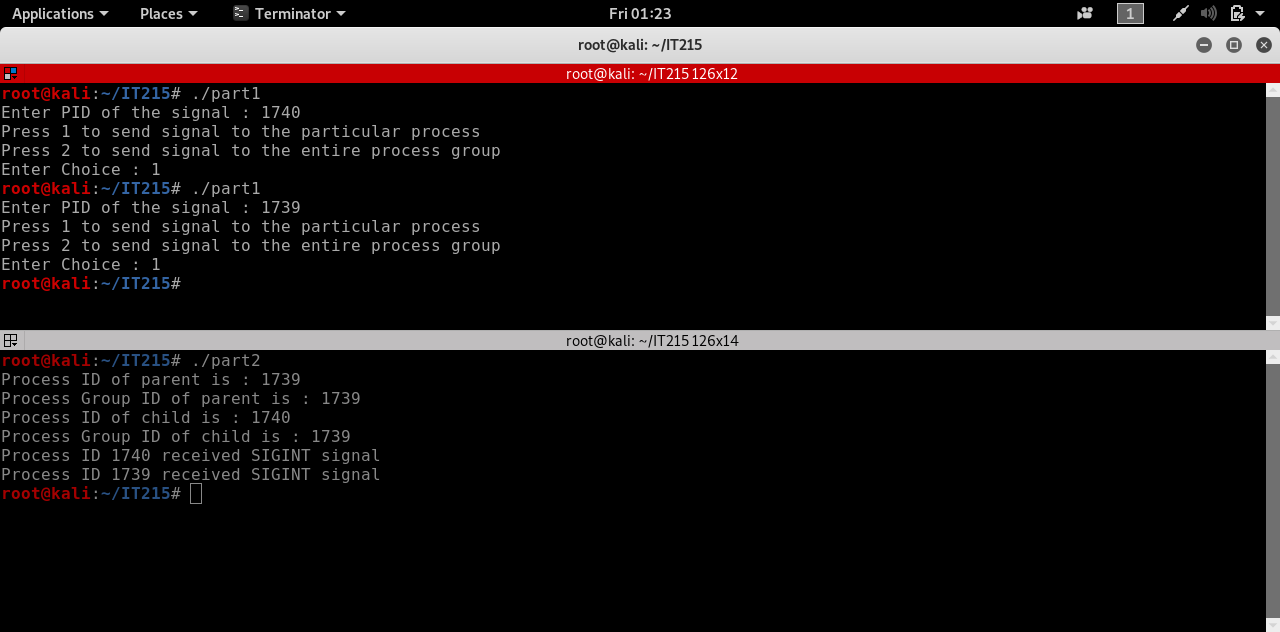 Applications Places Terminator Fri 01:23 1
root@kali: ~/IT215
root@kali: ~/IT215 126x12
root@kali:~/IT215# ./part1
Enter PID of the signal : 1740
Press 1 to send signal to the particular process
Press 2 to send signal to the entire process group
Enter Choice : 1
root@kali:~/IT215# ./part1
Enter PID of the signal : 1739
Press 1 to send signal to the particular process
Press 2 to send signal to the entire process group
Enter Choice : 1
root@kali:~/IT215#
root@kali: ~/IT215 126x14
root@kali:~/IT215# ./part2
Process ID of parent is : 1739
Process Group ID of parent is : 1739
Process ID of child is : 1740
Process Group ID of child is : 1739
Process ID 1740 received SIGINT signal
Process ID 1739 received SIGINT signal
root@kali:~/IT215#